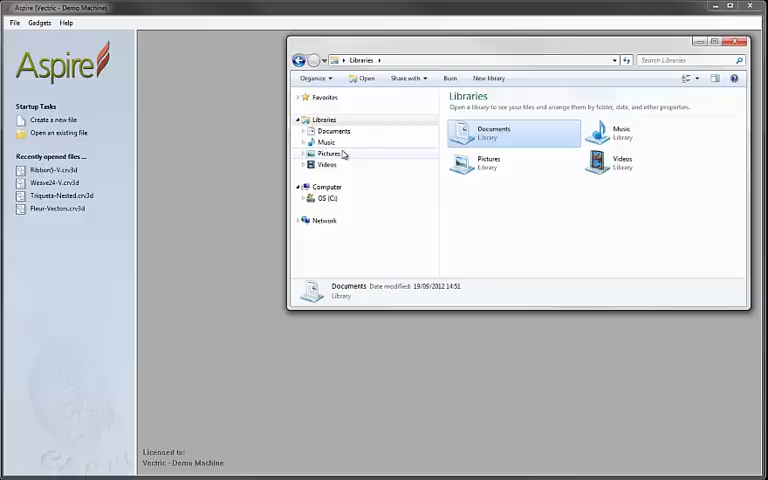 Aspire (Vectric - Demo Machine)
File Gadgets Help
Aspire
Startup Tasks
Create a new file
Open an existing file
Recently opened files ...
Ribbon5-V.crv3d
Weave24-V.crv3d
Triqueta-Nested.crv3d
Fleur-Vectors.crv3d
Libraries
Search Libraries
Organize Open Share with Burn New library
Favorites
Libraries
Documents
Music
Pictures
Videos
Computer
OS (C:)
Network
Libraries
Open a library to see your files and arrange them by folder, date, and other properties.
Documents
Library
Music
Library
Pictures
Library
Videos
Library
Documents Date modified: 19/09/2012 14:51
Library
Licensed to:
Vectric - Demo Machine